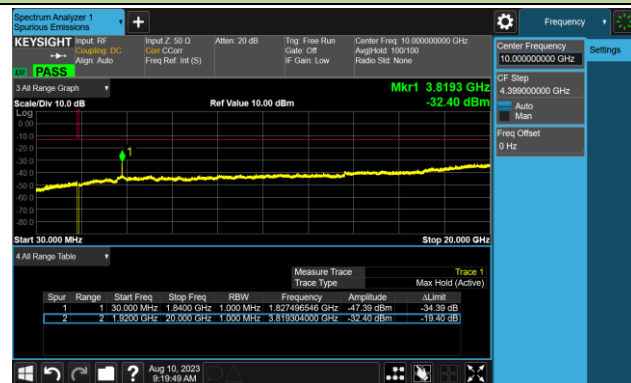 Spectrum Analyzer 1
Spurious Emissions
Frequency
KEYSIGHT Input: RF Input Z: 50 Ω Atten: 20 dB Trig: Free Run Center Freq: 10.000000000 GHz
Coupling: DC Corr CCorr Gate: Off Avg|Hold: 100/100
Align: Auto Freq Ref: Int (S) IF Gain: Low Radio Std: None
PASS
Center Frequency
10.000000000 GHz
Settings
CF Step
4.399000000 GHz
Auto
Man
Freq Offset
0 Hz
3 All Range Graph
Mkr1 3.8193 GHz
Scale/Div 10.0 dB Ref Value 10.00 dBm -32.40 dBm
Log
0.00
-10.0
-20.0
-30.0
-40.0
-50.0
-60.0
-70.0
-80.0
1
Start 30.000 MHz Stop 20.000 GHz
4 All Range Table
Measure Trace Trace 1
Trace Type Max Hold (Active)
Spur Range Start Freq Stop Freq RBW Frequency Amplitude ΔLimit
1 1 30.000 MHz 1.8400 GHz 1.000 MHz 1.827496546 GHz -47.39 dBm -34.39 dB
2 2 1.9200 GHz 20.000 GHz 1.000 MHz 3.819304000 GHz -32.40 dBm -19.40 dB
Aug 10, 2023
9:19:49 AM